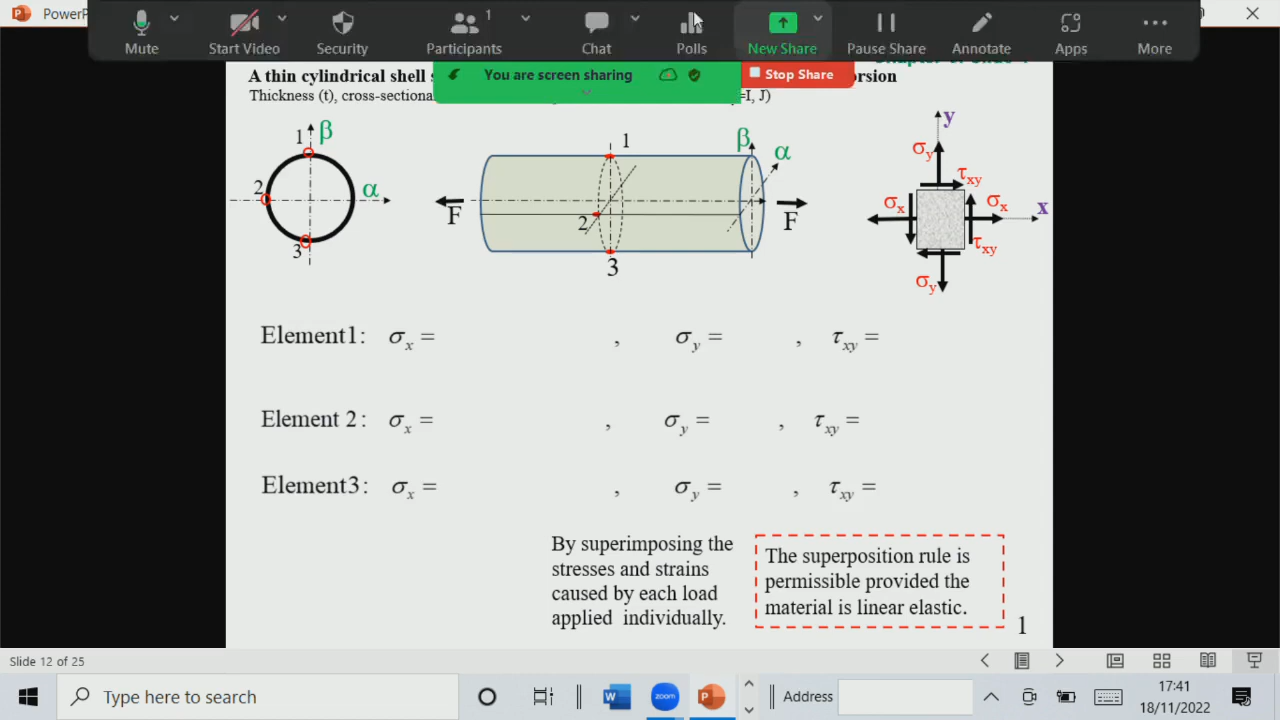 PowerP
Mute
Start Video
Security
Participants
1
Chat
Polls
New Share
Pause Share
Annotate
Apps
More
You are screen sharing
Stop Share
A thin cylindrical shell
orsion
Thickness (t), cross-sectional
=I, J)
1
β
2
α
3
1
β
α
F
2
F
3
y
σy
τxy
σx
σx
x
τxy
σy
Element1: σx = , σy = , τxy =
Element 2: σx = , σy = , τxy =
Element3: σx = , σy = , τxy =
By superimposing the
stresses and strains
caused by each load
applied individually.
The superposition rule is
permissible provided the
material is linear elastic.
1
Slide 12 of 25
Type here to search
Address
17:41
18/11/2022